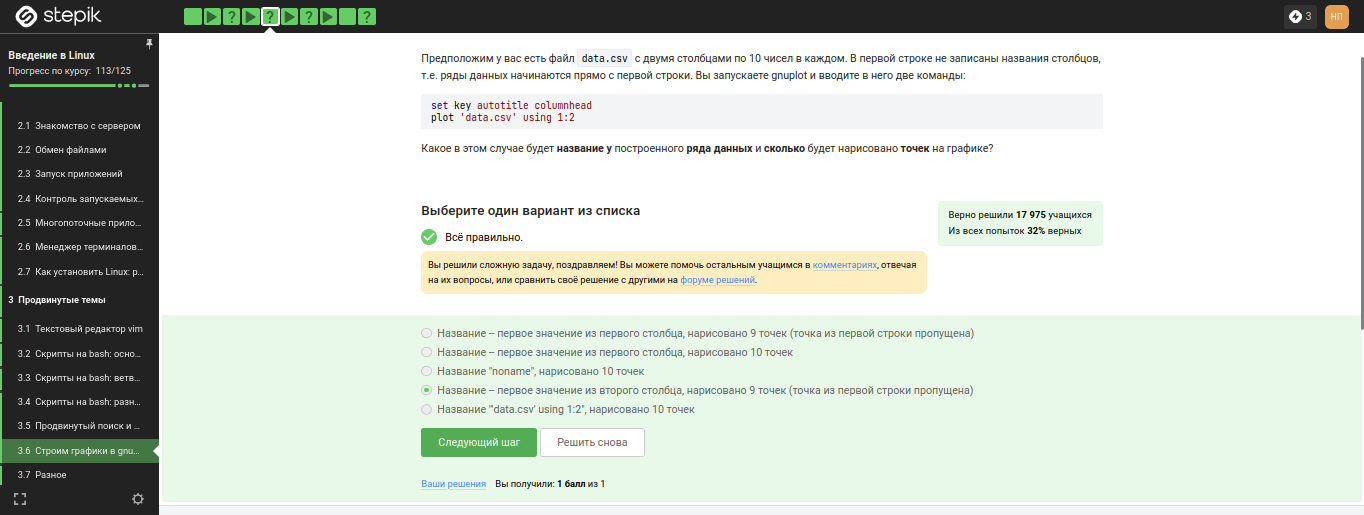 stepik
? ? ? ?
3
НП
Введение в Linux
Прогресс по курсу: 113/125
2.1 Знакомство с сервером
2.2 Обмен файлами
2.3 Запуск приложений
2.4 Контроль запускаемых...
2.5 Многопоточные прило...
2.6 Менеджер терминалов...
2.7 Как установить Linux: р...
3 Продвинутые темы
3.1 Текстовый редактор vim
3.2 Скрипты на bash: осно...
3.3 Скрипты на bash: ветв...
3.4 Скрипты на bash: разн...
3.5 Продвинутый поиск и ...
3.6 Строим графики в gnu...
3.7 Разное
Предположим у вас есть файл data.csv с двумя столбцами по 10 чисел в каждом. В первой строке не записаны названия столбцов,
т.е. ряды данных начинаются прямо с первой строки. Вы запускаете gnuplot и вводите в него две команды:
set key autotitle columnhead
plot 'data.csv' using 1:2
Какое в этом случае будет название у построенного ряда данных и сколько будет нарисовано точек на графике?
Выберите один вариант из списка
Верно решили 17 975 учащихся
Из всех попыток 32% верных
Всё правильно.
Вы решили сложную задачу, поздравляем! Вы можете помочь остальным учащимся в комментариях, отвечая
на их вопросы, или сравнить своё решение с другими на форуме решений.
Название – первое значение из первого столбца, нарисовано 9 точек (точка из первой строки пропущена)
Название – первое значение из первого столбца, нарисовано 10 точек
Название "noname", нарисовано 10 точек
Название – первое значение из второго столбца, нарисовано 9 точек (точка из первой строки пропущена)
Название "'data.csv' using 1:2", нарисовано 10 точек
Следующий шаг
Решить снова
Ваши решения Вы получили: 1 балл из 1